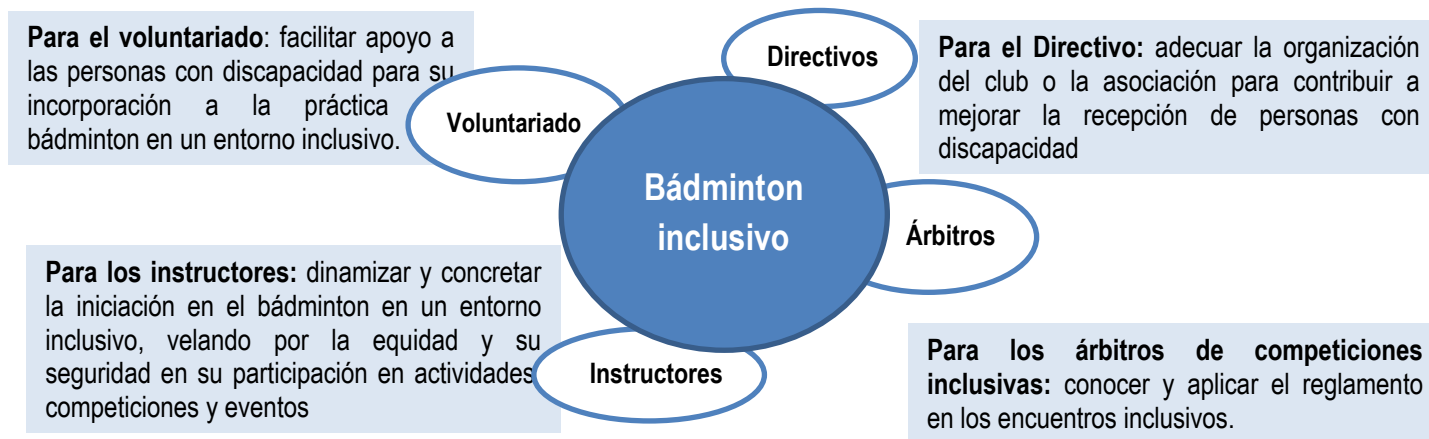 Para el voluntariado: facilitar apoyo a
las personas con discapacidad para su
incorporación a la práctica
bádminton en un entorno inclusivo.
Voluntariado
Directivos
Para el Directivo: adecuar la organización
del club o la asociación para contribuir a
mejorar la recepción de personas con
discapacidad
Bádminton
inclusivo
Árbitros
Para los instructores: dinamizar y concretar
la iniciación en el bádminton en un entorno
inclusivo, velando por la equidad y su
seguridad en su participación en actividades
competiciones y eventos
Instructores
Para los árbitros de competiciones
inclusivas: conocer y aplicar el reglamento
en los encuentros inclusivos.